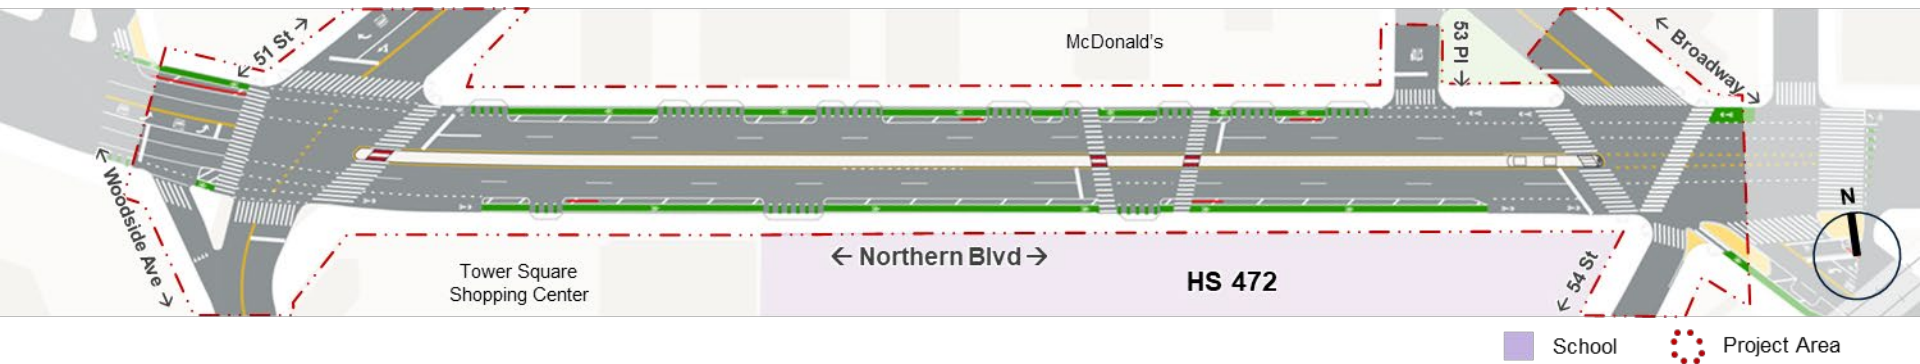 ← 51 St →
McDonald's
53 Pl →
← Broadway →
← Woodside Ave →
Tower Square
Shopping Center
← Northern Blvd →
HS 472
← 54 St
N
School
Project Area